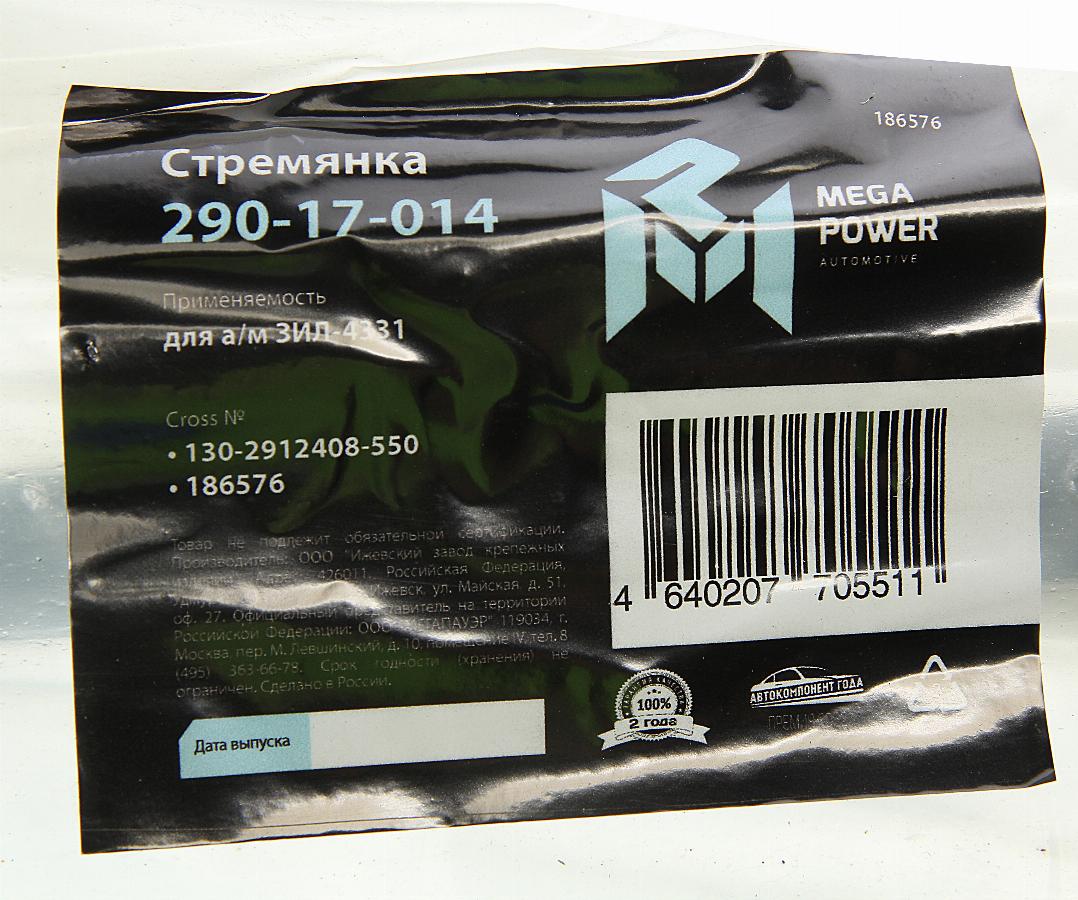 186576
Стремянка
290-17-014
MEGA
POWER
AUTOMOTIVE
Применяемость
для а/м ЗИЛ-4331
Cross №
• 130-2912408-550
• 186576
Товар не подлежит обязательной сертификации.
Производитель: ООО "Ижевский завод крепежных
426011, Российская Федерация,
Ижевск, ул. Майская, д. 51,
оф. 27. Официальный представитель на территории
Российской Федерации: ООО 119034, г.
Москва, пер. М. Левшинский, д. 10, помещение IV, тел. 8
(495) 363-66-78. Срок годности (хранения) не
ограничен. Сделано в России.
4 640207 705511
Дата выпуска
100%
2 года
АВТОКОМПОНЕНТ ГОДА